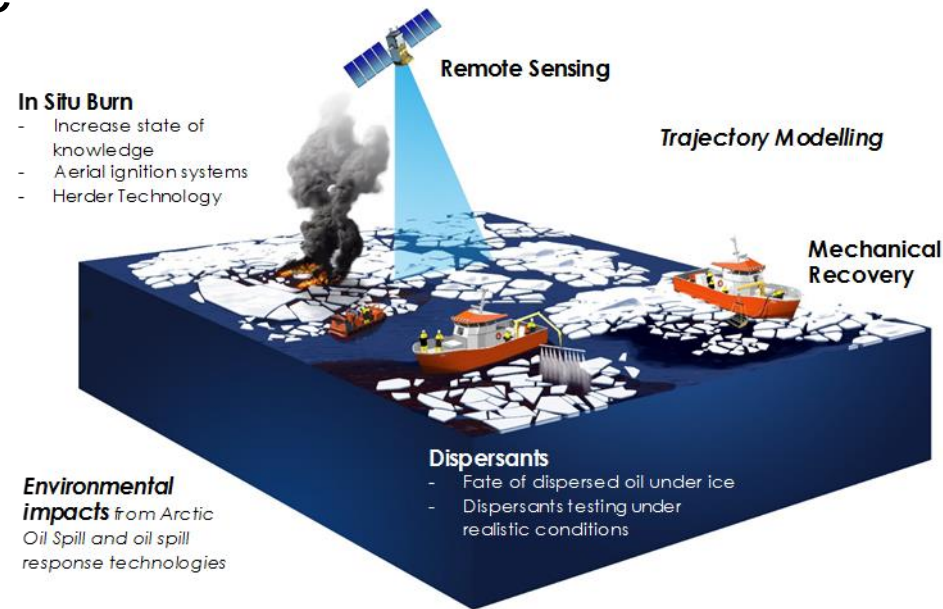 Remote Sensing
In Situ Burn
- Increase state of
knowledge
- Aerial ignition systems
- Herder Technology
Trajectory Modelling
Mechanical
Recovery
Dispersants
- Fate of dispersed oil under ice
- Dispersants testing under
realistic conditions
Environmental
impacts from Arctic
Oil Spill and oil spill
response technologies